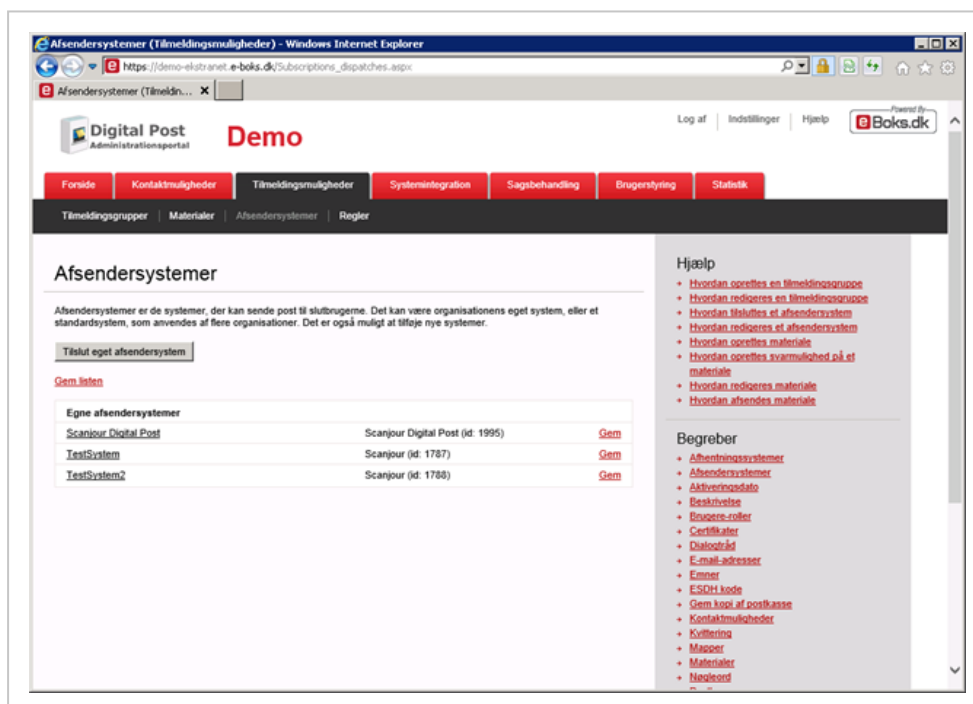 Afsendersystemer (Tilmeldingsmuligheder) - Windows Internet Explorer
https://demo-ekstranet.e-boks.dk/Subscriptions_dispatches.aspx
Afsendersystemer (Tilmeldin...
Digital Post
Administrationsportal
Demo
Log af
Indstillinger
Hjælp
Powered By
eBoks.dk
Forside
Kontaktmuligheder
Tilmeldingsmuligheder
Systemintegration
Sagsbehandling
Brugerstyring
Statistik
Tilmeldingsgrupper
Materialer
Afsendersystemer
Regler
Afsendersystemer
Afsendersystemer er de systemer, der kan sende post til slutbrugerne. Det kan være organisationens eget system, eller et
standardsystem, som anvendes af flere organisationer. Det er også muligt at tilføje nye systemer.
Tilslut eget afsendersystem
Gem listen
Egne afsendersystemer
Scanjour Digital Post Scanjour Digital Post (id: 1995) Gem
TestSystem Scanjour (id: 1787) Gem
TestSystem2 Scanjour (id: 1788) Gem
Hjælp
Hvordan oprettes en tilmeldingsgruppe
Hvordan redigeres en tilmeldingsgruppe
Hvordan tilsluttes et afsendersystem
Hvordan redigeres et afsendersystem
Hvordan oprettes materiale
Hvordan oprettes svarmulighed på et
materiale
Hvordan redigeres materiale
Hvordan afsendes materiale
Begreber
Afhentningssystemer
Afsendersystemer
Aktiveringsdato
Beskrivelse
Brugere-roller
Certifikater
Dialogtråd
E-mail-adresser
Emner
ESDH kode
Gem kopi af postkasse
Kontaktmuligheder
Kvittering
Mapper
Materialer
Nøgleord